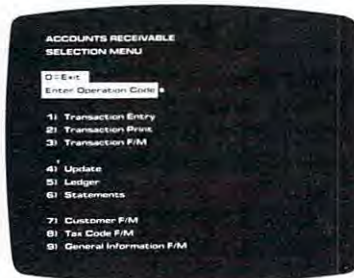 ACCOUNTS RECEIVABLE
SELECTION MENU
0=Exit
Enter Operation Code
1) Transaction Entry
2) Transaction Print
3) Transaction F/M
4) Update
5) Ledger
6) Statements
7) Customer F/M
8) Tax Code F/M
9) General Information F/M